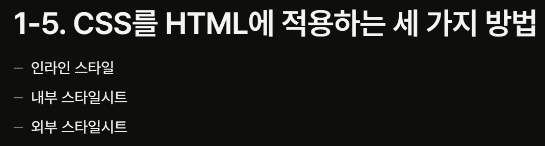 1-5. CSS를 HTML에 적용하는 세 가지 방법
– 인라인 스타일
– 내부 스타일시트
– 외부 스타일시트